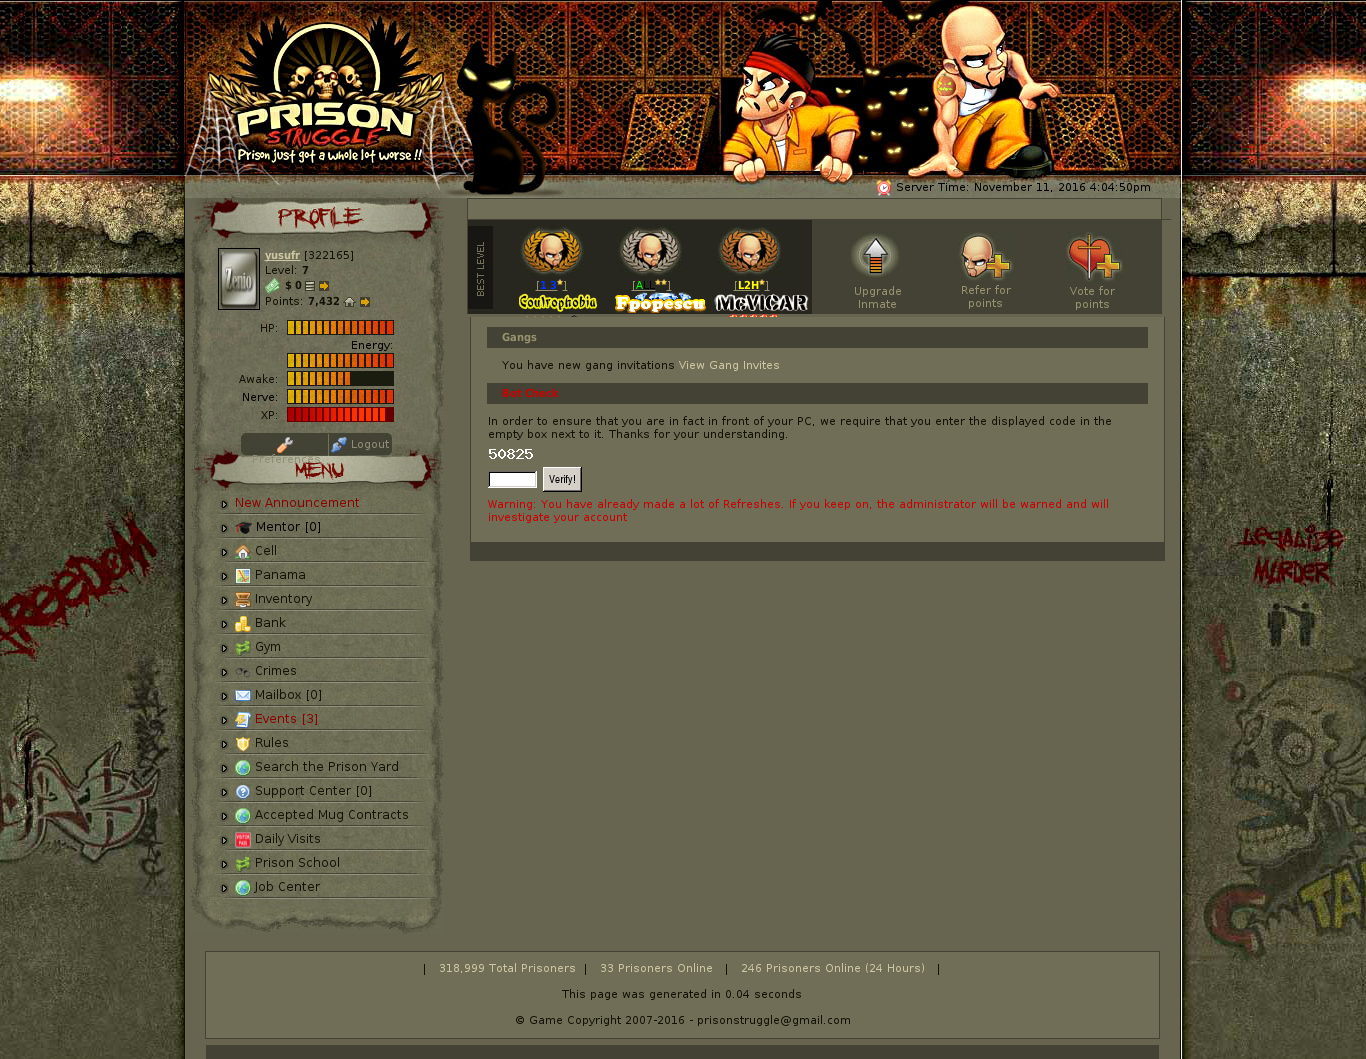 PRISON
STRUGGLE
Prison just got a whole lot worse !!
Server Time: November 11, 2016 4:04:50pm
PROFILE
Zenio
yusufr [322165]
Level: 7
$ 0
Points: 7,432
HP:
Energy:
Awake:
Nerve:
XP:
Preferences
Logout
MENU
New Announcement
Mentor [0]
Cell
Panama
Inventory
Bank
Gym
Crimes
Mailbox [0]
Events [3]
Rules
Search the Prison Yard
Support Center [0]
Accepted Mug Contracts
Daily Visits
Prison School
Job Center
BEST LEVEL
Controphobia
Fpopescu
[L2H*]
McVICAR
Upgrade
Inmate
Refer for
points
Vote for
points
Gangs
You have new gang invitations View Gang Invites
Bot Check
In order to ensure that you are in fact in front of your PC, we require that you enter the displayed code in the
empty box next to it. Thanks for your understanding.
50825
Verify!
Warning: You have already made a lot of Refreshes. If you keep on, the administrator will be warned and will
investigate your account
FREEDOM
LEGALIZE
MURDER
| 318,999 Total Prisoners | 33 Prisoners Online | 246 Prisoners Online (24 Hours) |
This page was generated in 0.04 seconds
© Game Copyright 2007-2016 - prisonstruggle@gmail.com